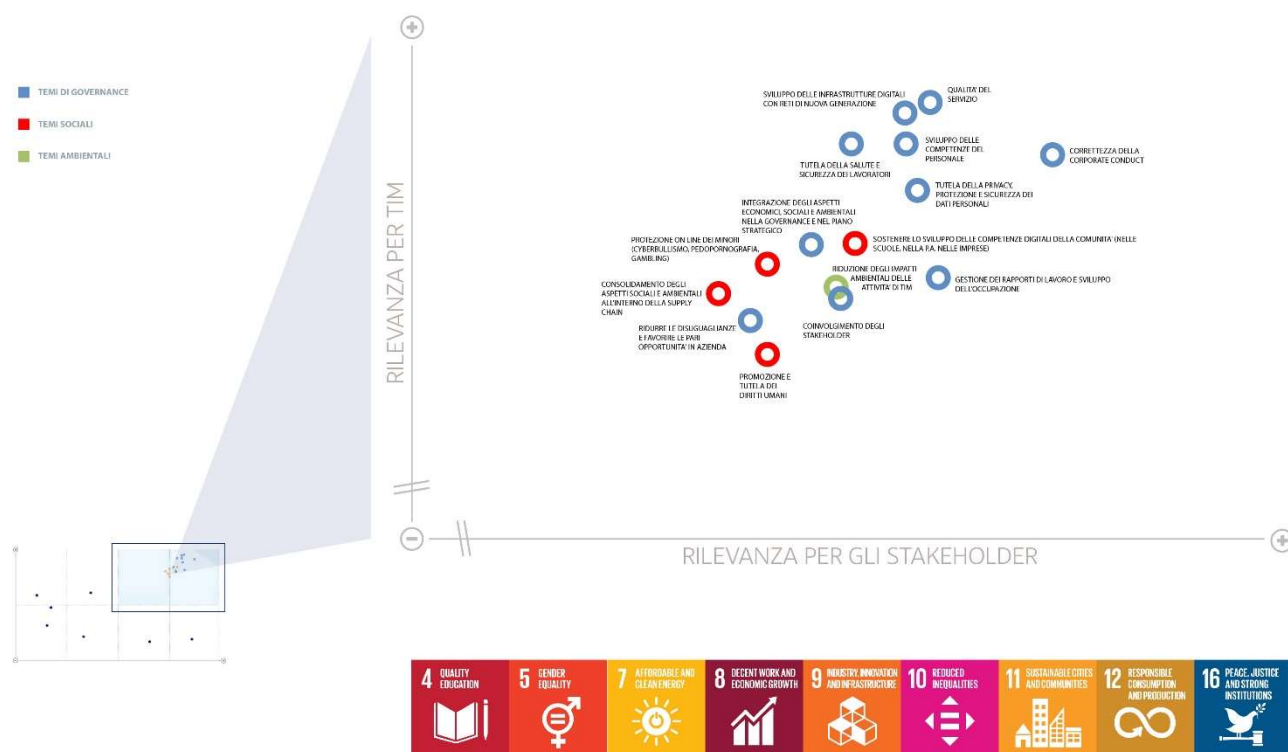 TEMI DI GOVERNANCE
TEMI SOCIALI
TEMI AMBIENTALI
RILEVANZA PER TIM
SVILUPPO DELLE INFRASTRUTTURE DIGITALI
CON RETI DI NUOVA GENERAZIONE
QUALITA' DEL
SERVIZIO
TUTELA DELLA SALUTE E
SICUREZZA DEI LAVORATORI
SVILUPPO DELLE
COMPETENZE DEL
PERSONALE
CORRETTEZZA DELLA
CORPORATE CONDUCT
TUTELA DELLA PRIVACY,
PROTEZIONE E SICUREZZA DEI
DATI PERSONALI
INTEGRAZIONE DEGLI ASPETTI
ECONOMICI, SOCIALI E AMBIENTALI
NELLA GOVERNANCE E NEL PIANO
STRATEGICO
PROTEZIONE ON LINE DEI MINORI
(CYBERBULLISMO, PEDOPORNOGRAFIA,
GAMBLING)
SOSTENERE LO SVILUPPO DELLE COMPETENZE DIGITALI DELLA COMUNITA' (NELLE
SCUOLE, NELLA P.A. NELLE IMPRESE)
RIDUZIONE DEGLI IMPATTI
AMBIENTALI DELLE
ATTIVITA' DI TIM
GESTIONE DEI RAPPORTI DI LAVORO E SVILUPPO
DELL'OCCUPAZIONE
CONSOLIDAMENTO DEGLI
ASPETTI SOCIALI E AMBIENTALI
ALL'INTERNO DELLA SUPPLY
CHAIN
COINVOLGIMENTO DEGLI
STAKEHOLDER
RIDURRE LE DISUGUAGLIANZE
E FAVORIRE LE PARI
OPPORTUNITA' IN AZIENDA
PROMOZIONE E
TUTELA DEI
DIRITTI UMANI
RILEVANZA PER GLI STAKEHOLDER
4 QUALITY
EDUCATION
5 GENDER
EQUALITY
7 AFFORDABLE AND
CLEAN ENERGY
8 DECENT WORK AND
ECONOMIC GROWTH
9 INDUSTRY, INNOVATION
AND INFRASTRUCTURE
10 REDUCED
INEQUALITIES
11 SUSTAINABLE CITIES
AND COMMUNITIES
12 RESPONSIBLE
CONSUMPTION
AND PRODUCTION
16 PEACE, JUSTICE
AND STRONG
INSTITUTIONS